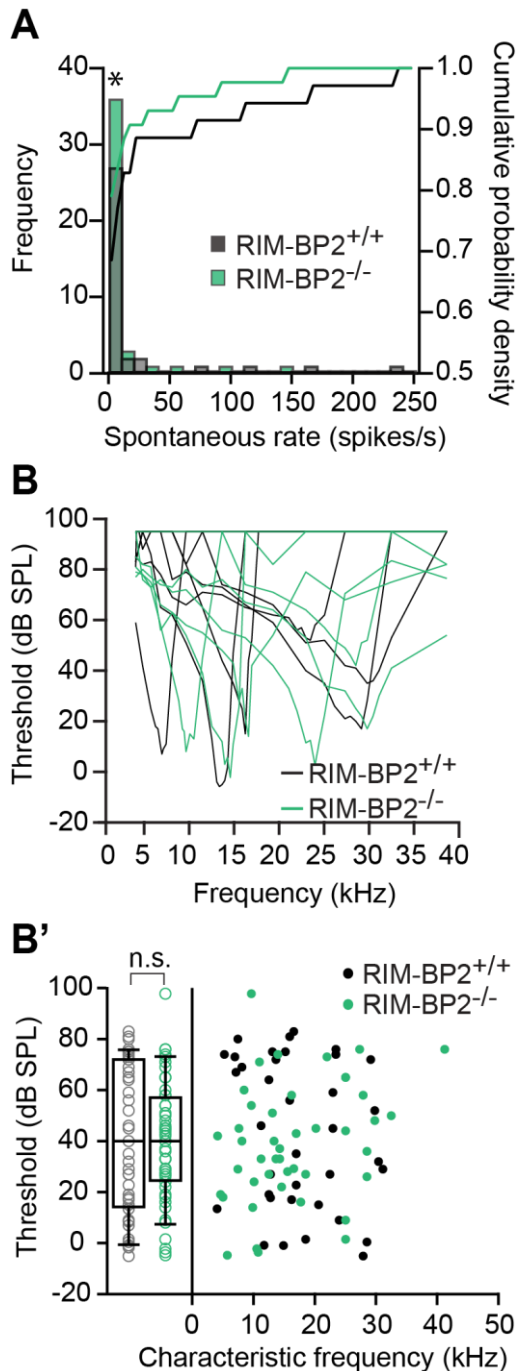 A
*
Frequency
40
30
20
10
0
1.0
0.9
0.8
0.7
0.6
0.5
Cumulative probability density
RIM-BP2+/+
RIM-BP2-/-
0 50 100 150 200 250
Spontaneous rate (spikes/s)
B
Threshold (dB SPL)
100
80
60
40
20
0
-20
RIM-BP2+/+
RIM-BP2-/-
4 5 10 15 20 25 30 35 40
Frequency (kHz)
B'
n.s.
RIM-BP2+/+
RIM-BP2-/-
Threshold (dB SPL)
100
80
60
40
20
0
-20
0 10 20 30 40 50
Characteristic frequency (kHz)